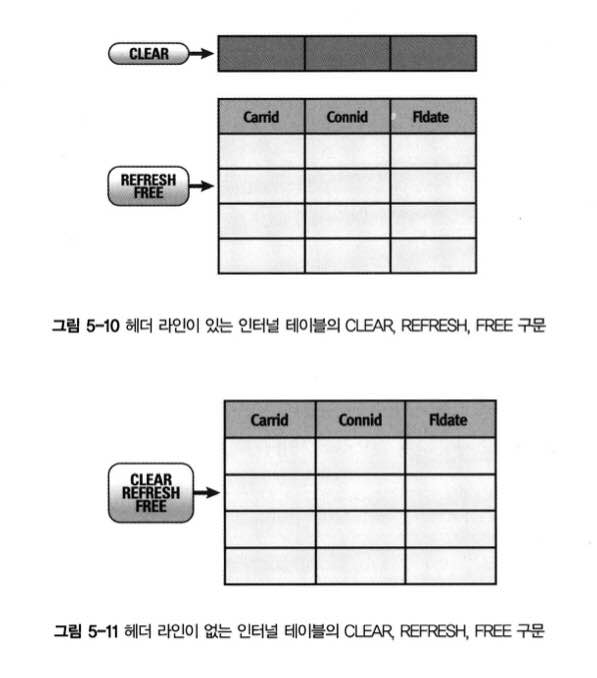 CLEAR
Carrid Connid Fldate
REFRESH
FREE
그림 5-10 헤더 라인이 있는 인터널 테이블의 CLEAR, REFRESH, FREE 구문
Carrid Connid Fldate
CLEAR
REFRESH
FREE
그림 5-11 헤더 라인이 없는 인터널 테이블의 CLEAR, REFRESH, FREE 구문